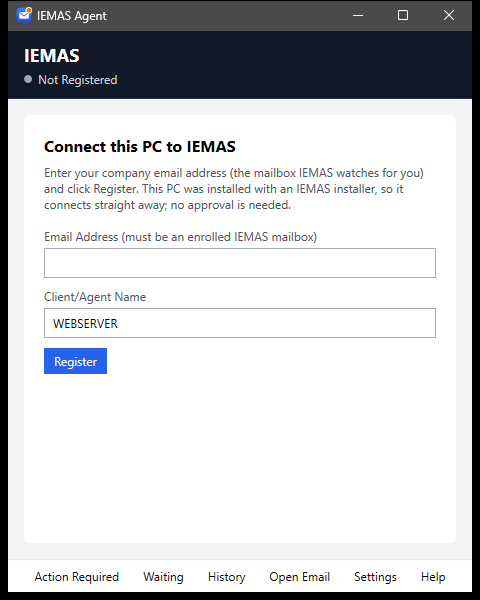 IEMAS Agent
IEMAS
Not Registered
Connect this PC to IEMAS
Enter your company email address (the mailbox IEMAS watches for you)
and click Register. This PC was installed with an IEMAS installer, so it
connects straight away; no approval is needed.
Email Address (must be an enrolled IEMAS mailbox)
Client/Agent Name
WEBSERVER
Register
Action Required Waiting History Open Email Settings Help